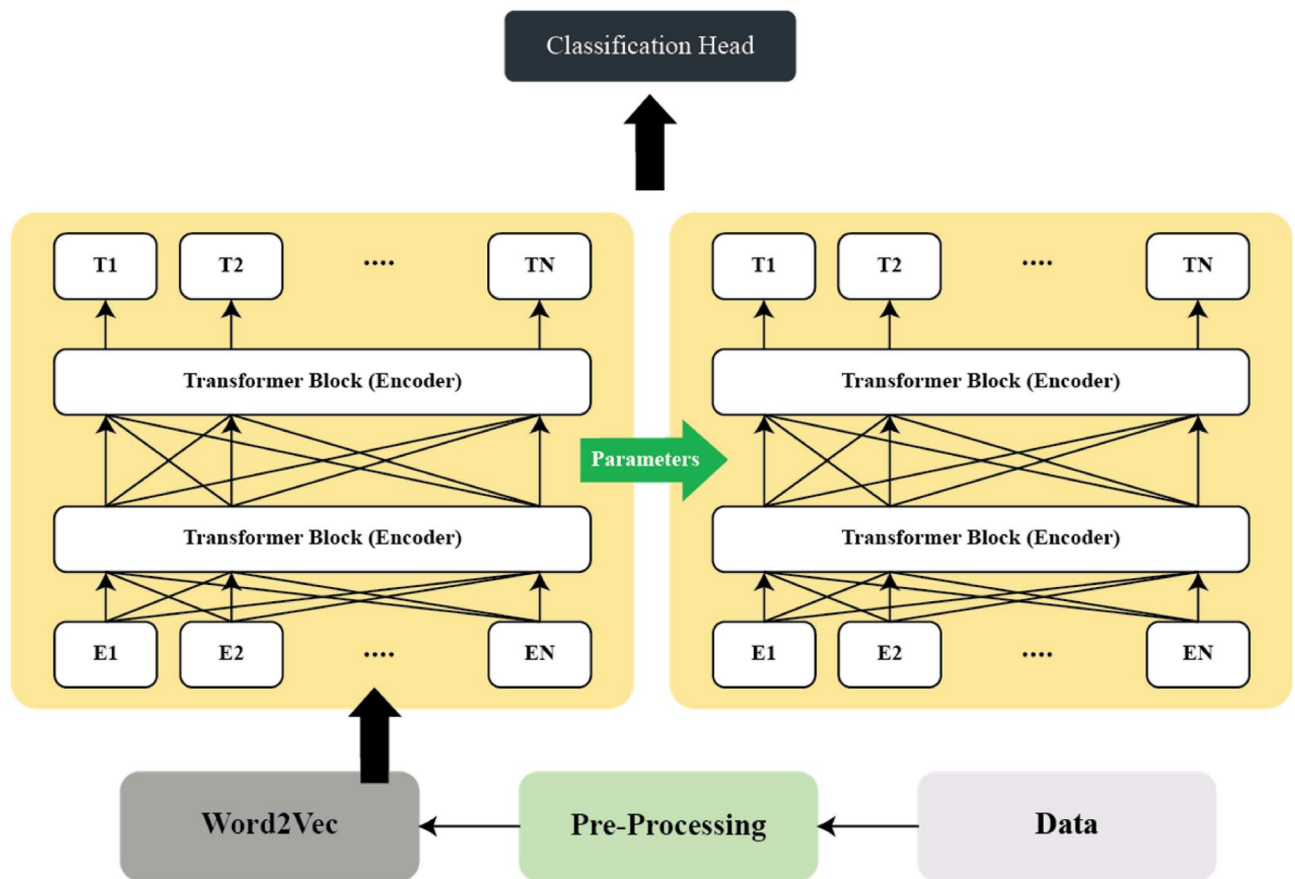 Classification Head
T1 T2 .... TN
T1 T2 .... TN
Transformer Block (Encoder)
Transformer Block (Encoder)
Parameters
Transformer Block (Encoder)
Transformer Block (Encoder)
E1 E2 .... EN
E1 E2 .... EN
Word2Vec
Pre-Processing
Data